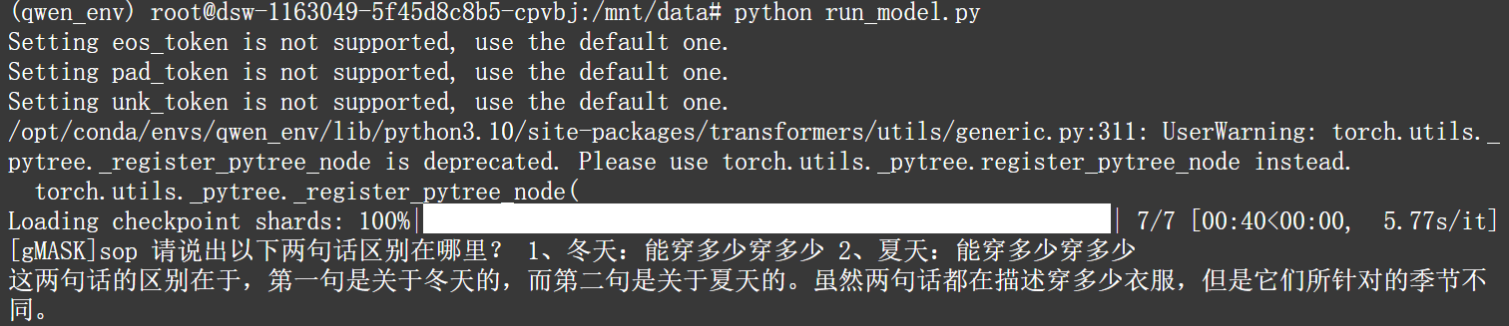 (qwen_env) root@dsw-1163049-5f45d8c8b5-cpvbj:/mnt/data# python run_model.py
Setting eos_token is not supported, use the default one.
Setting pad_token is not supported, use the default one.
Setting unk_token is not supported, use the default one.
/opt/conda/envs/qwen_env/lib/python3.10/site-packages/transformers/utils/generic.py:311: UserWarning: torch.utils._
pytree._register_pytree_node is deprecated. Please use torch.utils._pytree.register_pytree_node instead.
  torch.utils._pytree._register_pytree_node(
Loading checkpoint shards: 100%| | 7/7 [00:40<00:00, 5.77s/it]
[gMASK]sop 请说出以下两句话区别在哪里？ 1、冬天：能穿多少穿多少 2、夏天：能穿多少穿多少
这两句话的区别在于，第一句是关于冬天的，而第二句是关于夏天的。虽然两句话都在描述穿多少衣服，但是它们所针对的季节不
同。